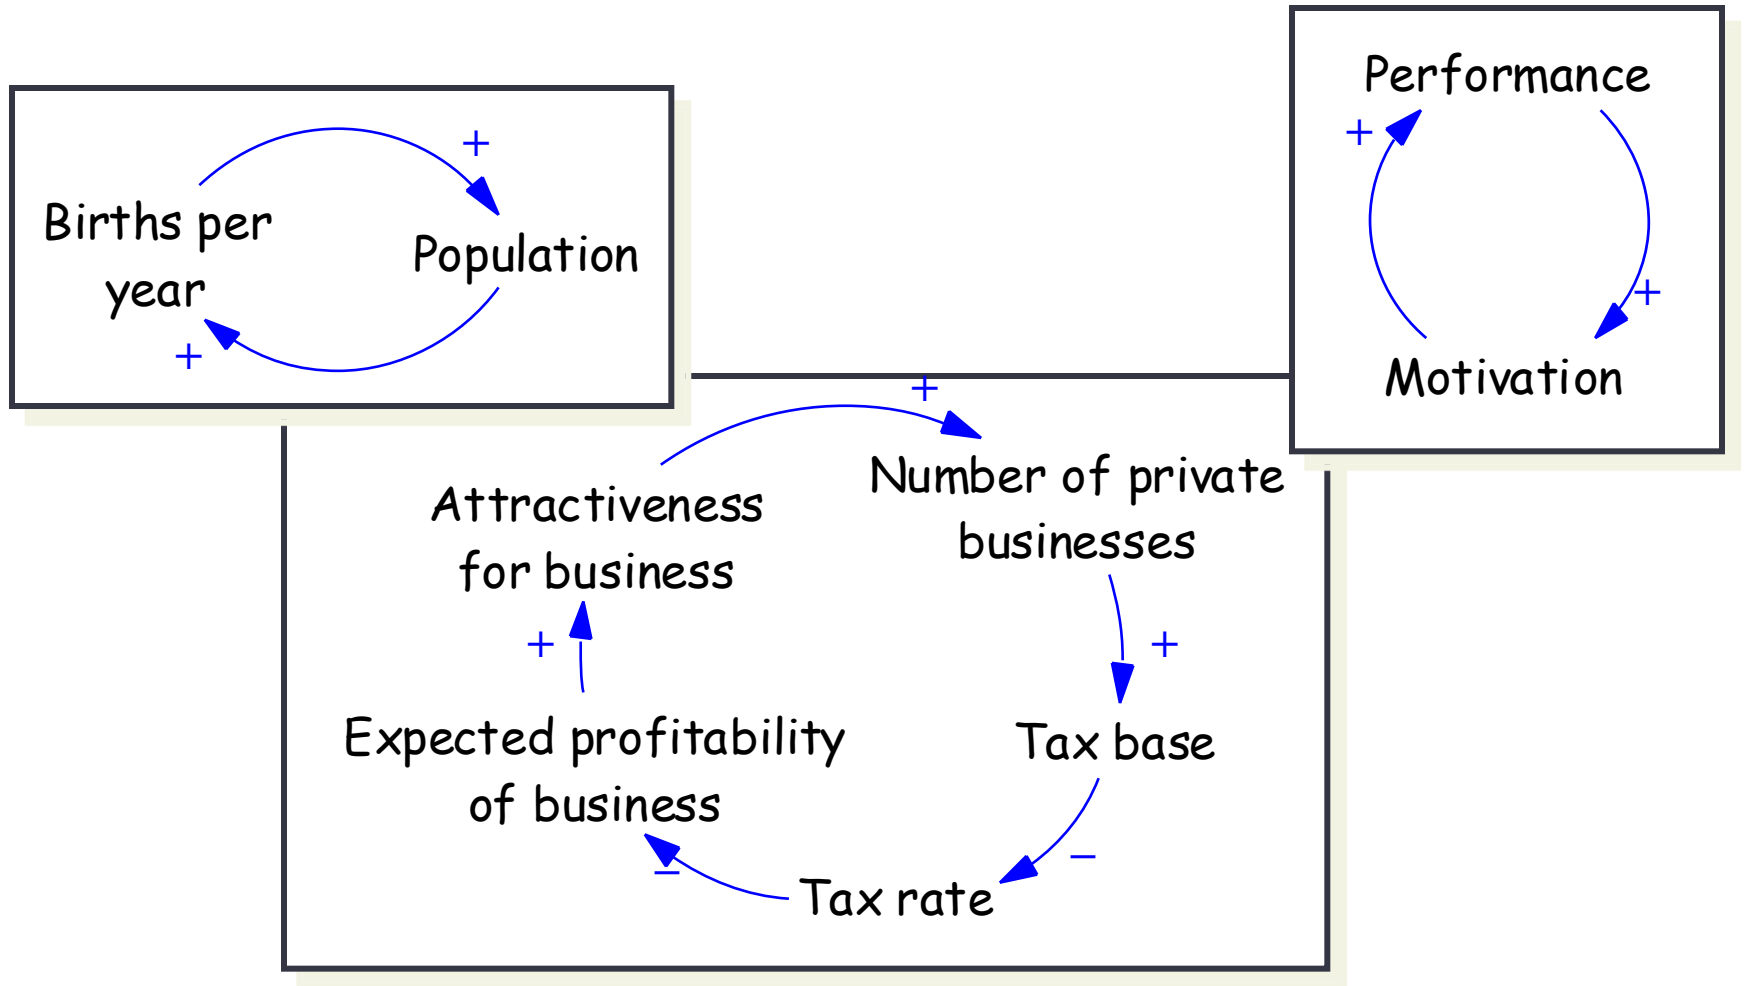 +
Births per
year
Population
+
Performance
+
+
Motivation
+
Attractiveness
for business
Number of private
businesses
+
+
Expected profitability
of business
Tax base
–
–
Tax rate